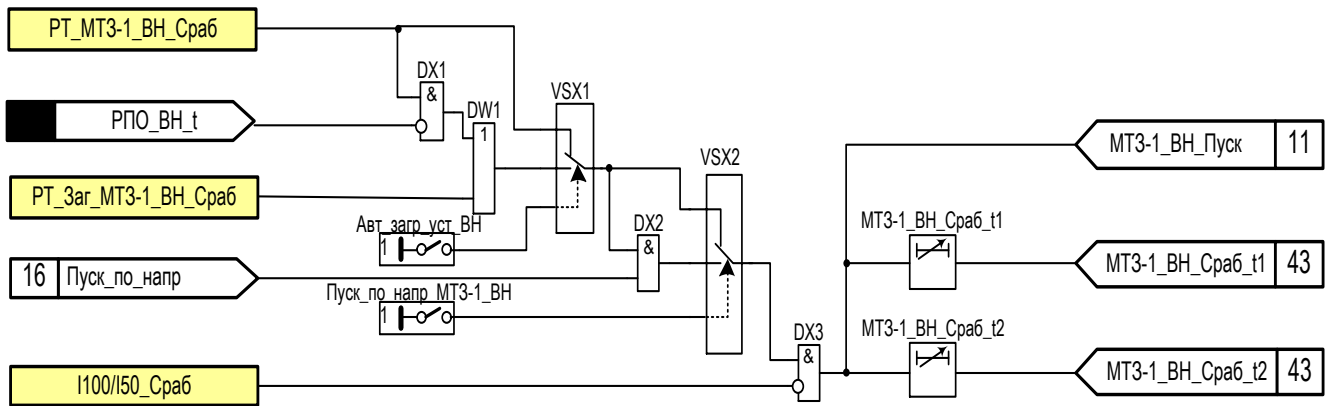 РТ_МТЗ-1_ВН_Сраб
DX1
&
РПО_ВН_t
DW1
1
VSX1
РТ_Заг_МТЗ-1_ВН_Сраб
Авт_загр_уст_ВН
1
VSX2
DX2
&
16 Пуск_по_напр
Пуск_по_напр_МТЗ-1_ВН
1
DX3
&
I100/I50_Сраб
МТЗ-1_ВН_Пуск 11
МТЗ-1_ВН_Сраб_t1
МТЗ-1_ВН_Сраб_t1 43
МТЗ-1_ВН_Сраб_t2
МТЗ-1_ВН_Сраб_t2 43